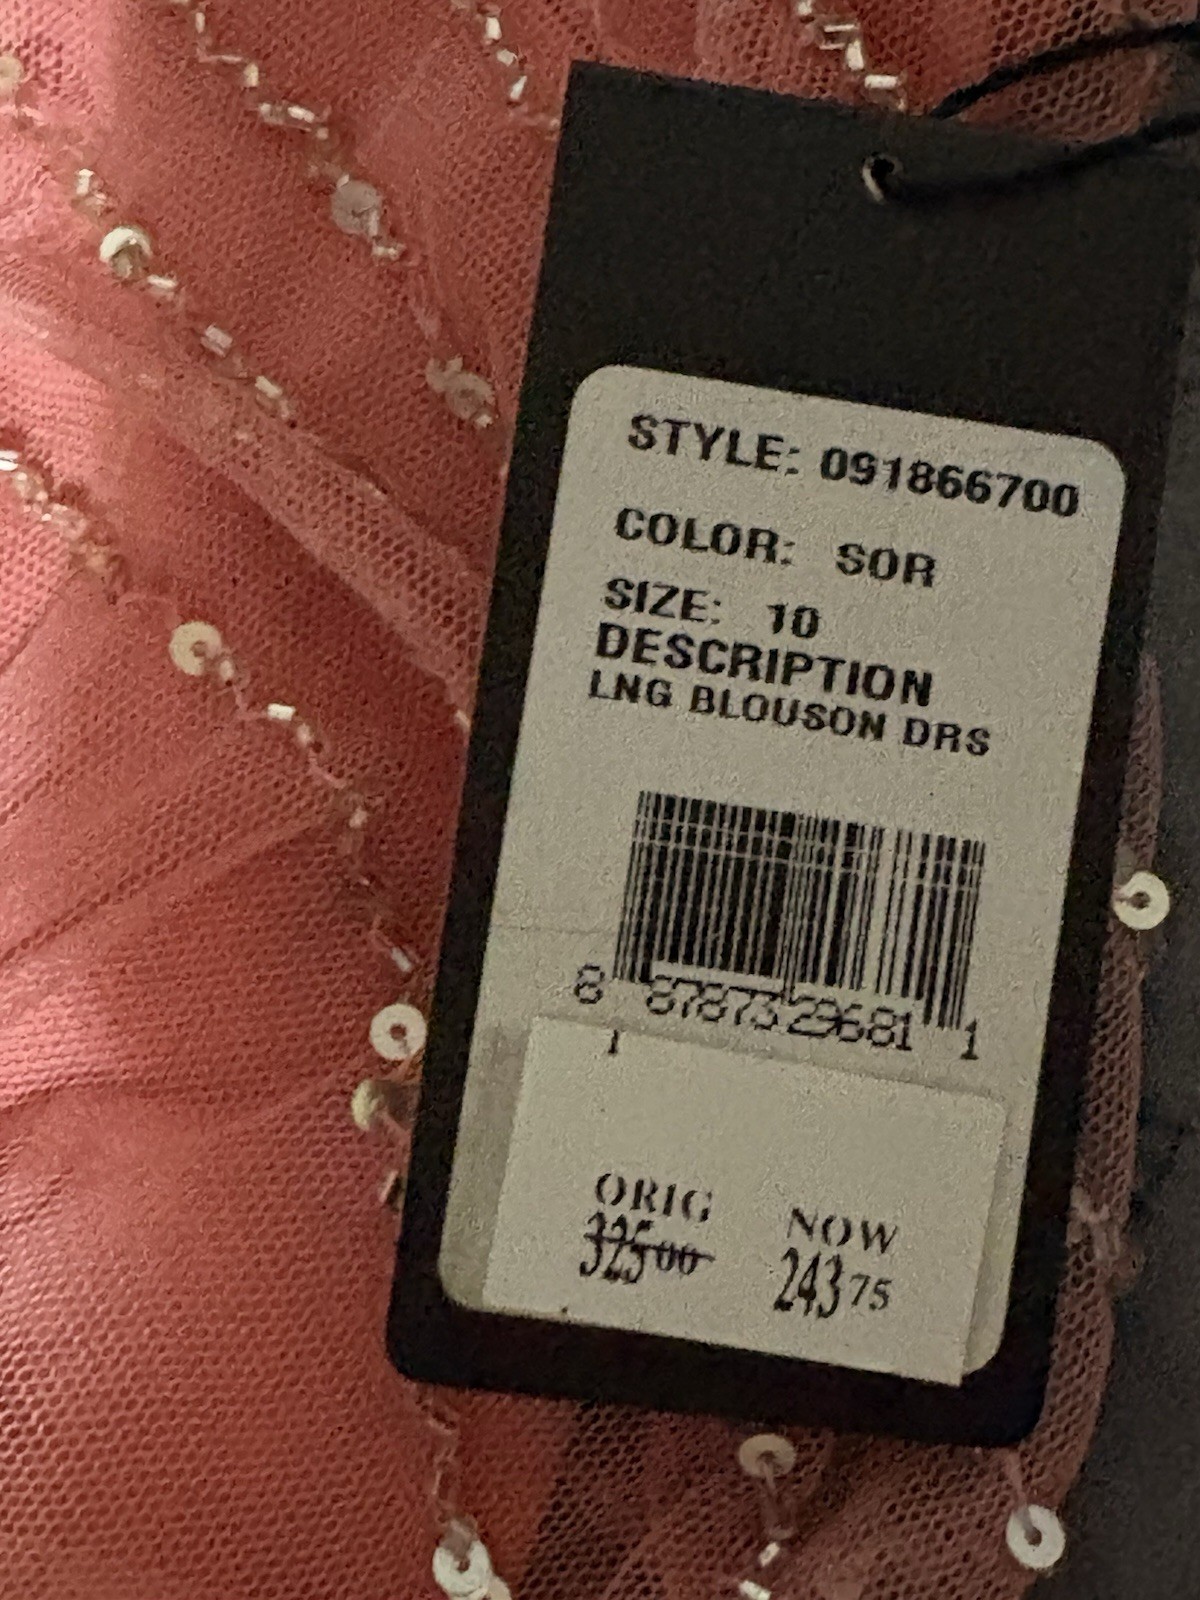 STYLE: 091866700
COLOR: SOR
SIZE: 10
DESCRIPTION
LNG BLOUSON DRS
8 87873 29681 1
1
ORIG NOW
325 00 243 75